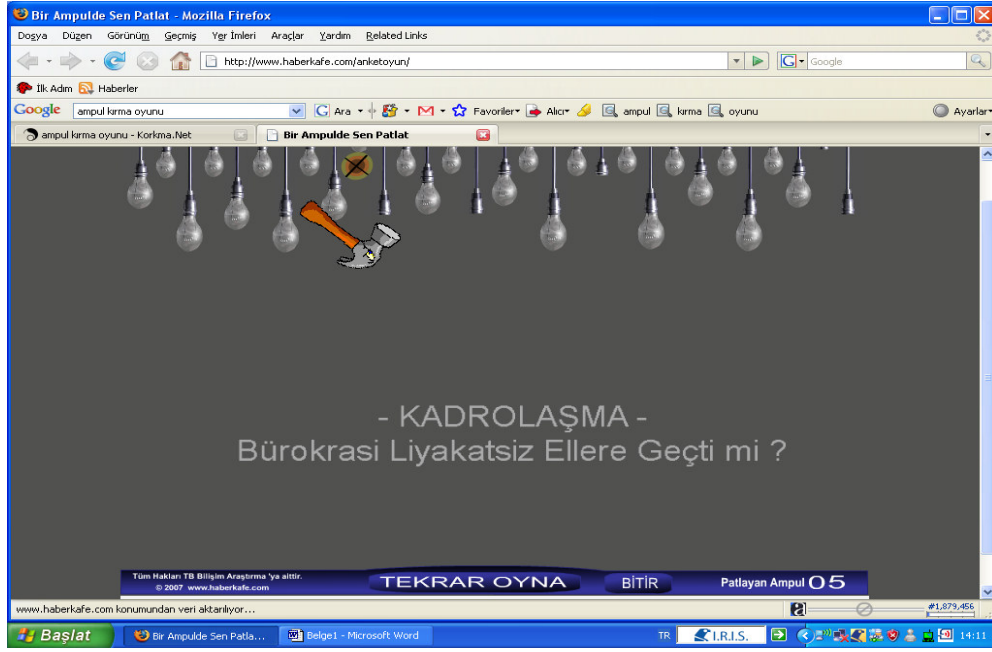 Bir Ampulde Sen Patlat - Mozilla Firefox
Dosya Düzen Görünüm Geçmiş Yer İmleri Araçlar Yardım Related Links
http://www.haberkafe.com/anketoyun/ G Google
İlk Adım Haberler
Google ampul kırma oyunu G Ara Favoriler Alıcı ampul kırma oyunu Ayarlar
ampul kırma oyunu - Korkma.Net Bir Ampulde Sen Patlat
- KADROLAŞMA -
Bürokrasi Liyakatsiz Ellere Geçti mi ?
Tüm Hakları TB Bilişim Araştırma 'ya aittir.
© 2007 www.haberkafe.com
TEKRAR OYNA BİTİR Patlayan Ampul 05
www.haberkafe.com konumundan veri aktarılıyor... a #1,879,456
Başlat Bir Ampulde Sen Patla... Belge1 - Microsoft Word TR I.R.I.S. 14:11